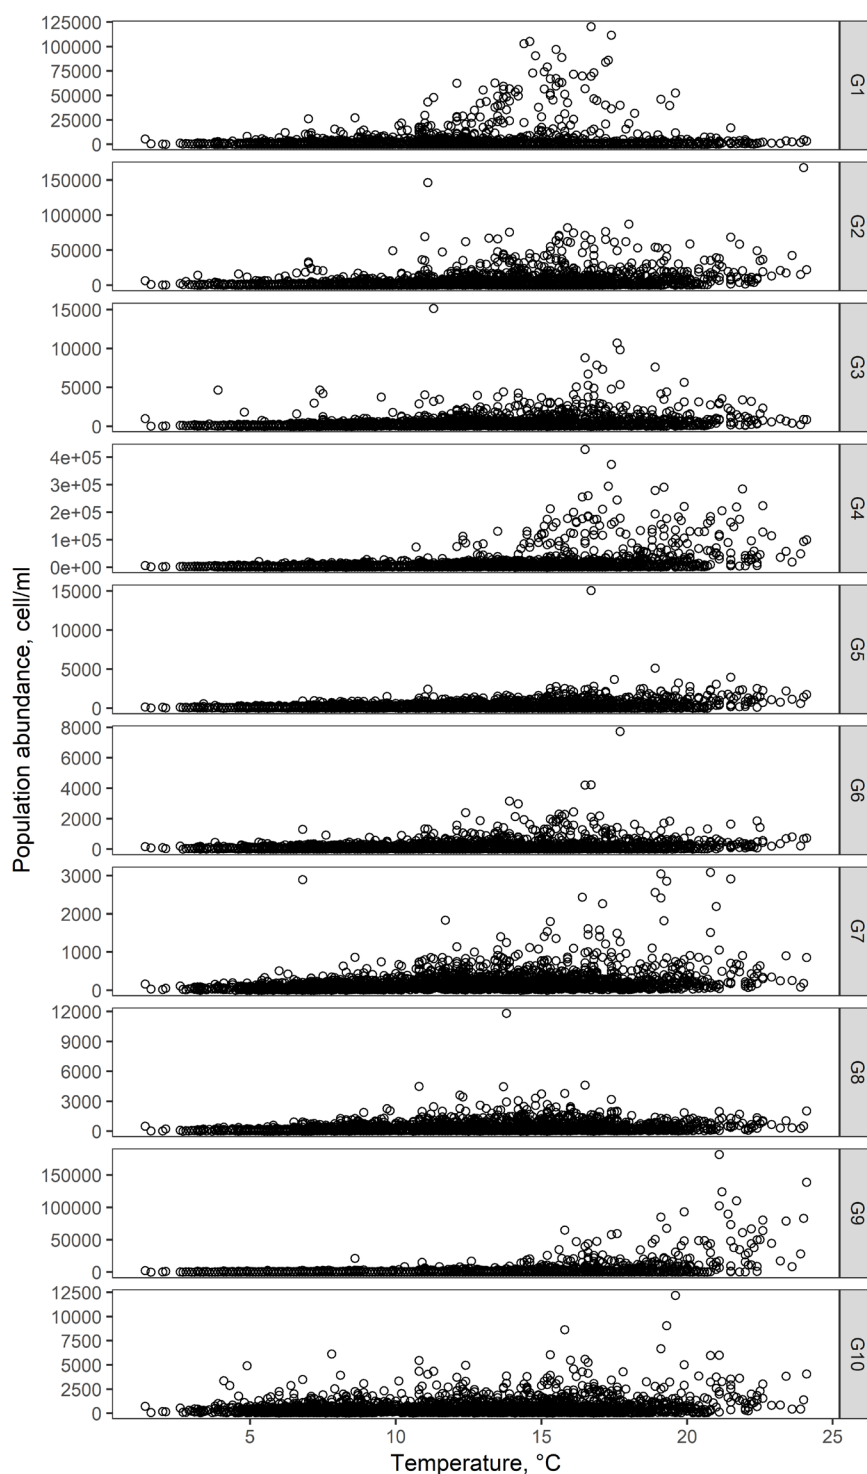 Population abundance, cell/ml
125000
100000
75000
50000
25000
0
G1
150000
100000
50000
0
G2
15000
10000
5000
0
G3
4e+05
3e+05
2e+05
1e+05
0e+00
G4
15000
10000
5000
0
G5
8000
6000
4000
2000
0
G6
3000
2000
1000
0
G7
12000
9000
6000
3000
0
G8
150000
100000
50000
0
G9
12500
10000
7500
5000
2500
0
G10
5 10 15 20 25
Temperature, °C